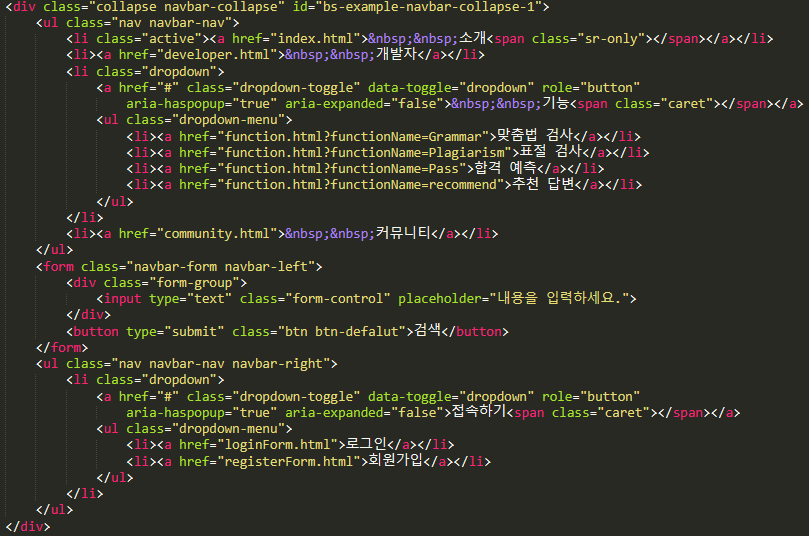 <div class="collapse navbar-collapse" id="bs-example-navbar-collapse-1">
    <ul class="nav navbar-nav">
        <li class="active"><a href="index.html">&nbsp;&nbsp;소개<span class="sr-only"></span></a></li>
        <li><a href="developer.html">&nbsp;&nbsp;개발자</a></li>
        <li class="dropdown">
            <a href="#" class="dropdown-toggle" data-toggle="dropdown" role="button"
                aria-haspopup="true" aria-expanded="false">&nbsp;&nbsp;기능<span class="caret"></span></a>
            <ul class="dropdown-menu">
                <li><a href="function.html?functionName=Grammar">맞춤법 검사</a></li>
                <li><a href="function.html?functionName=Plagiarism">표절 검사</a></li>
                <li><a href="function.html?functionName=Pass">합격 예측</a></li>
                <li><a href="function.html?functionName=recommend">추천 답변</a></li>
            </ul>
        </li>
        <li><a href="community.html">&nbsp;&nbsp;커뮤니티</a></li>
    </ul>
    <form class="navbar-form navbar-left">
        <div class="form-group">
            <input type="text" class="form-control" placeholder="내용을 입력하세요.">
        </div>
        <button type="submit" class="btn btn-defalut">검색</button>
    </form>
    <ul class="nav navbar-nav navbar-right">
        <li class="dropdown">
            <a href="#" class="dropdown-toggle" data-toggle="dropdown" role="button"
                aria-haspopup="true" aria-expanded="false">접속하기<span class="caret"></span></a>
            <ul class="dropdown-menu">
                <li><a href="loginForm.html">로그인</a></li>
                <li><a href="registerForm.html">회원가입</a></li>
            </ul>
        </li>
    </ul>
</div>